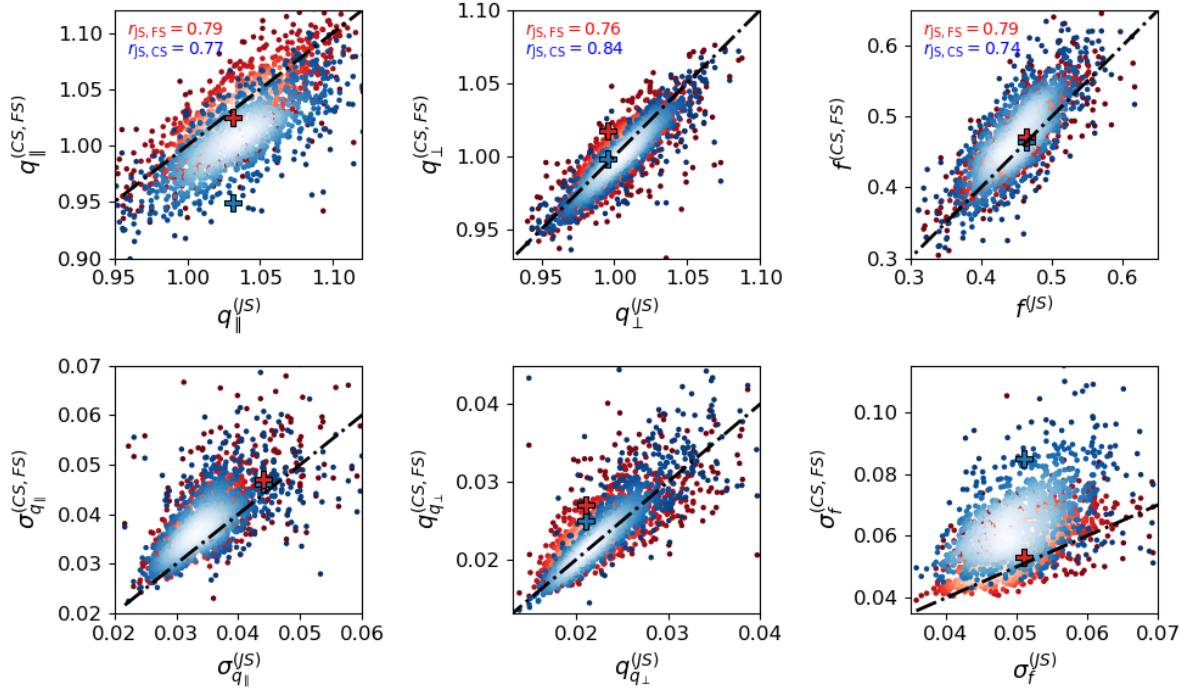 r_JS,FS = 0.79
r_JS,CS = 0.77
1.10
1.05
1.00
0.95
0.90
0.95 1.00 1.05 1.10
q_∥^(CS,FS)
q_∥^(JS)
r_JS,FS = 0.76
r_JS,CS = 0.84
1.10
1.05
1.00
0.95
0.95 1.00 1.05 1.10
q_⊥^(CS,FS)
q_⊥^(JS)
r_JS,FS = 0.79
r_JS,CS = 0.74
0.6
0.5
0.4
0.3
0.3 0.4 0.5 0.6
f^(CS,FS)
f^(JS)
0.07
0.06
0.05
0.04
0.03
0.02
0.02 0.03 0.04 0.05 0.06
σ_q_∥^(CS,FS)
σ_q_∥^(JS)
0.04
0.03
0.02
0.02 0.03 0.04
q_q_⊥^(CS,FS)
q_q_⊥^(JS)
0.10
0.08
0.06
0.04
0.04 0.05 0.06 0.07
σ_f^(CS,FS)
σ_f^(JS)